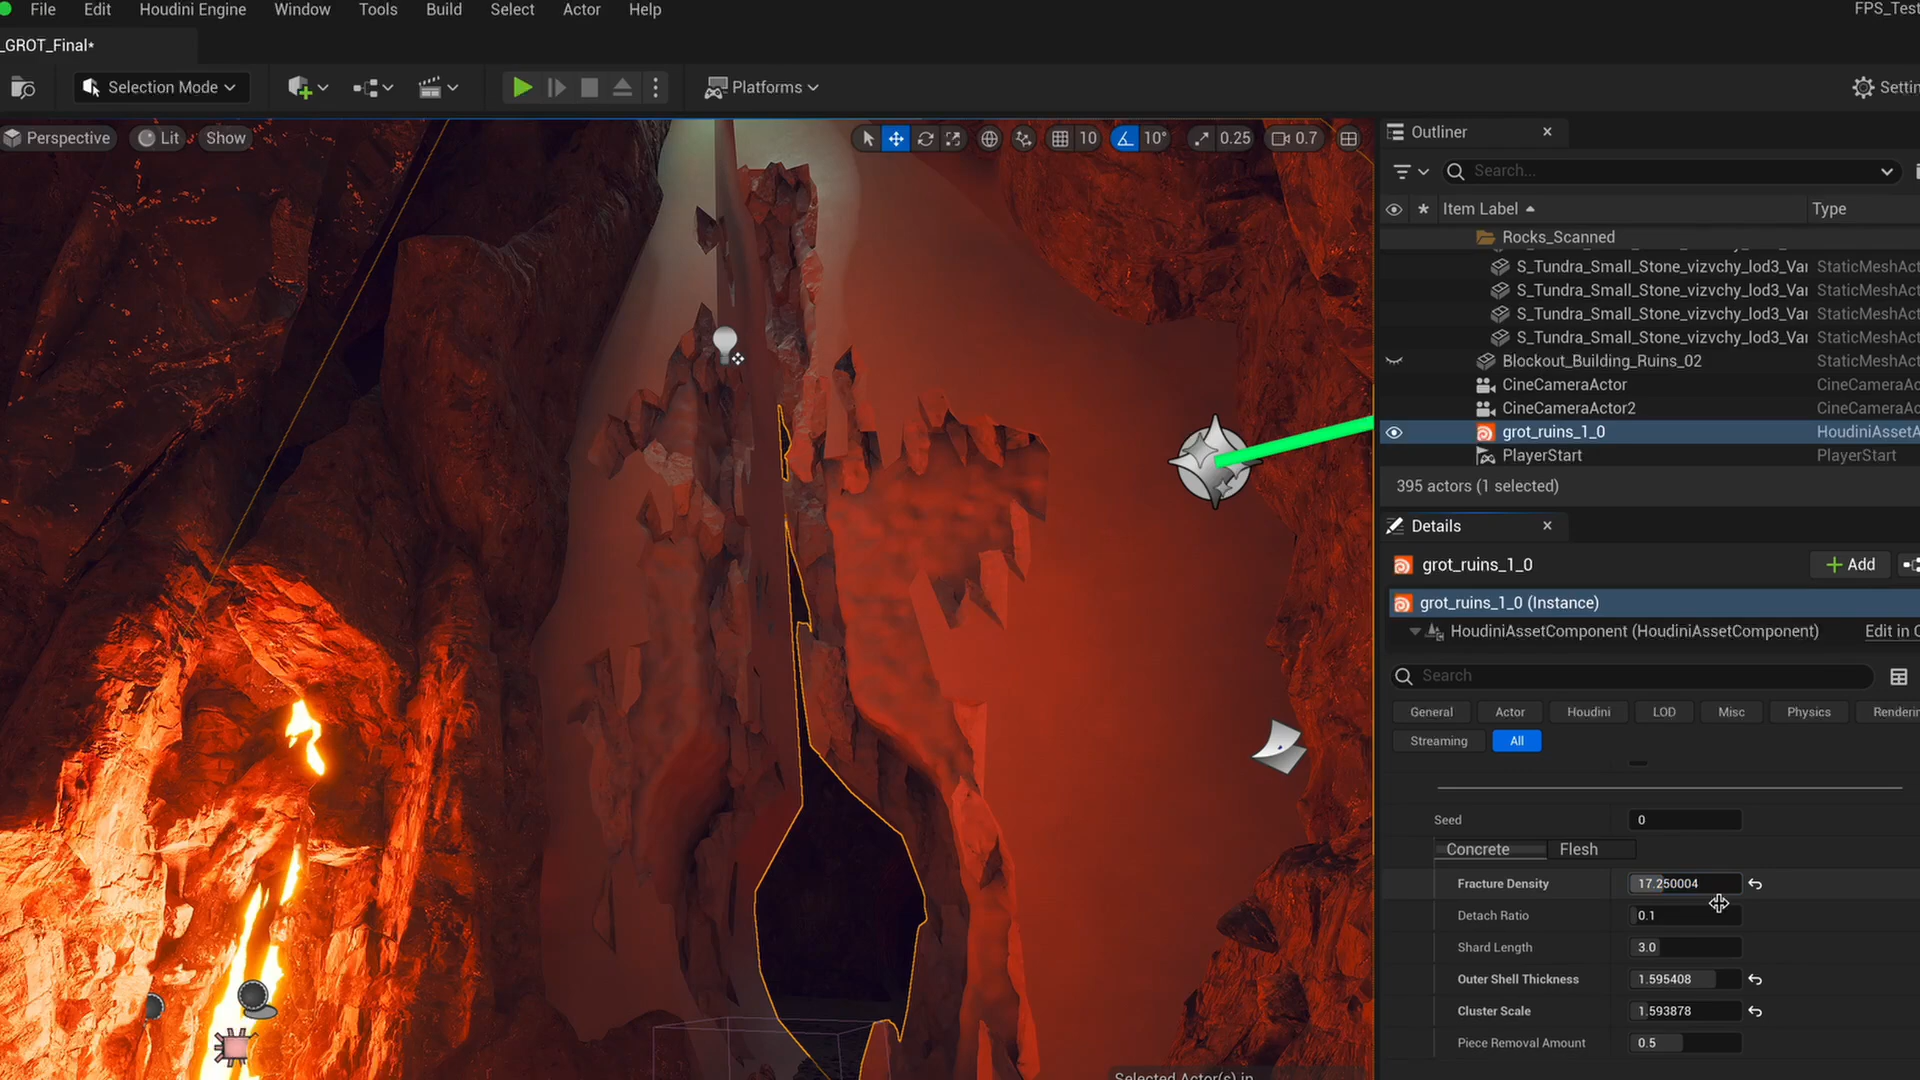 File Edit Houdini Engine Window Tools Build Select Actor Help FPS_Test
_GROT_Final*
Selection Mode Platforms Settin
Perspective Lit Show 10 10° 0.25 0.7
Outliner
Search...
Item Label Type
Rocks_Scanned
S_Tundra_Small_Stone_vizvchy_lod3_Var StaticMeshAct
S_Tundra_Small_Stone_vizvchy_lod3_Var StaticMeshAct
S_Tundra_Small_Stone_vizvchy_lod3_Var StaticMeshAct
S_Tundra_Small_Stone_vizvchy_lod3_Var StaticMeshAct
Blockout_Building_Ruins_02 StaticMeshAct
CineCameraActor CineCameraAc
CineCameraActor2 CineCameraAc
grot_ruins_1_0 HoudiniAssetA
PlayerStart PlayerStart
395 actors (1 selected)
Details
grot_ruins_1_0 Add
grot_ruins_1_0 (Instance)
HoudiniAssetComponent (HoudiniAssetComponent) Edit in C
Search
General Actor Houdini LOD Misc Physics Renderin
Streaming All
Seed 0
Concrete Flesh
Fracture Density 17.250004
Detach Ratio 0.1
Shard Length 3.0
Outer Shell Thickness 1.595408
Cluster Scale 1.593878
Piece Removal Amount 0.5
Selected Actor(s) in